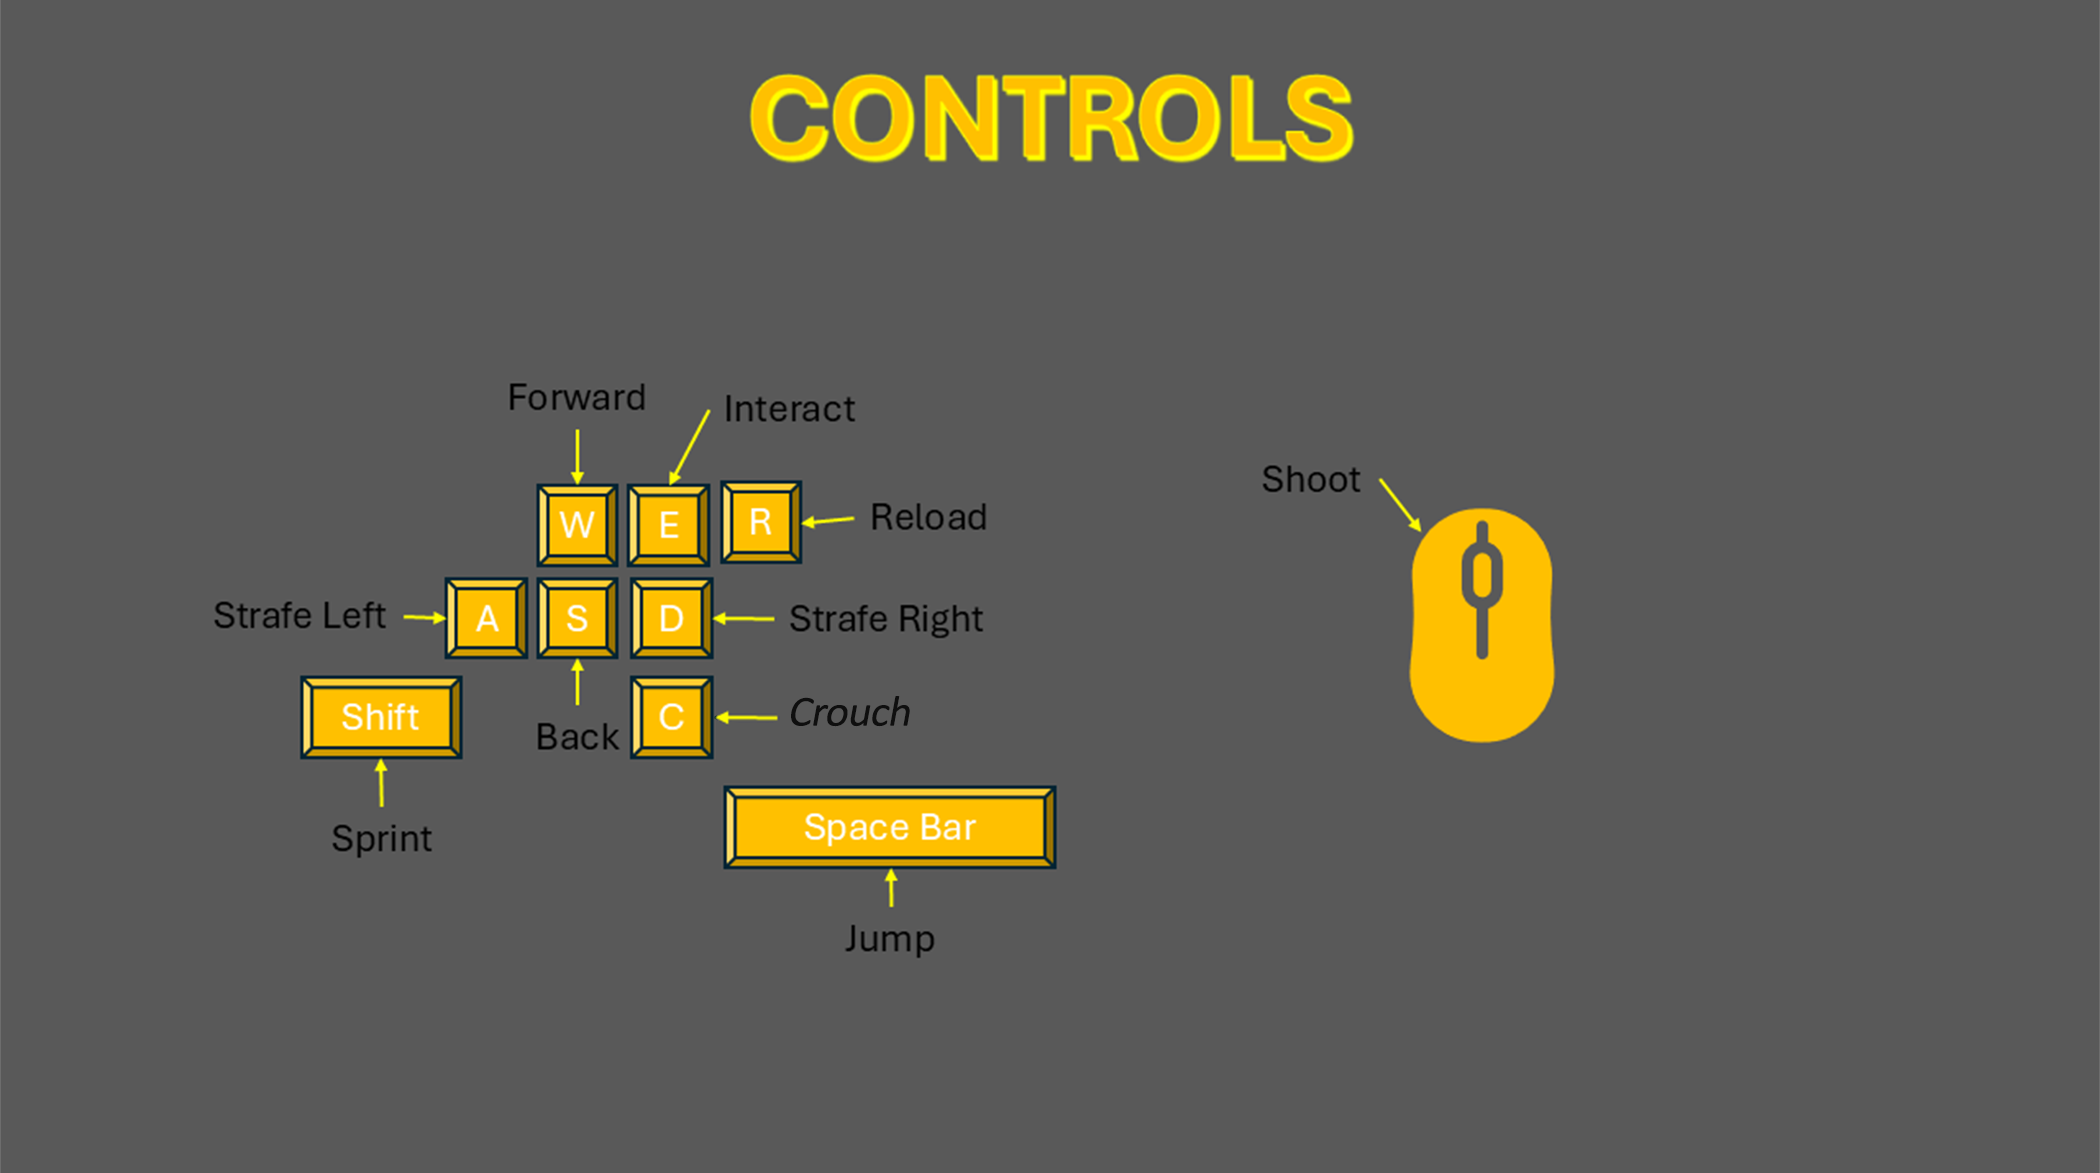 CONTROLS
Forward
Interact
W
E
R
Reload
Strafe Left
A
S
D
Strafe Right
Shift
Back
C
Crouch
Sprint
Space Bar
Jump
Shoot